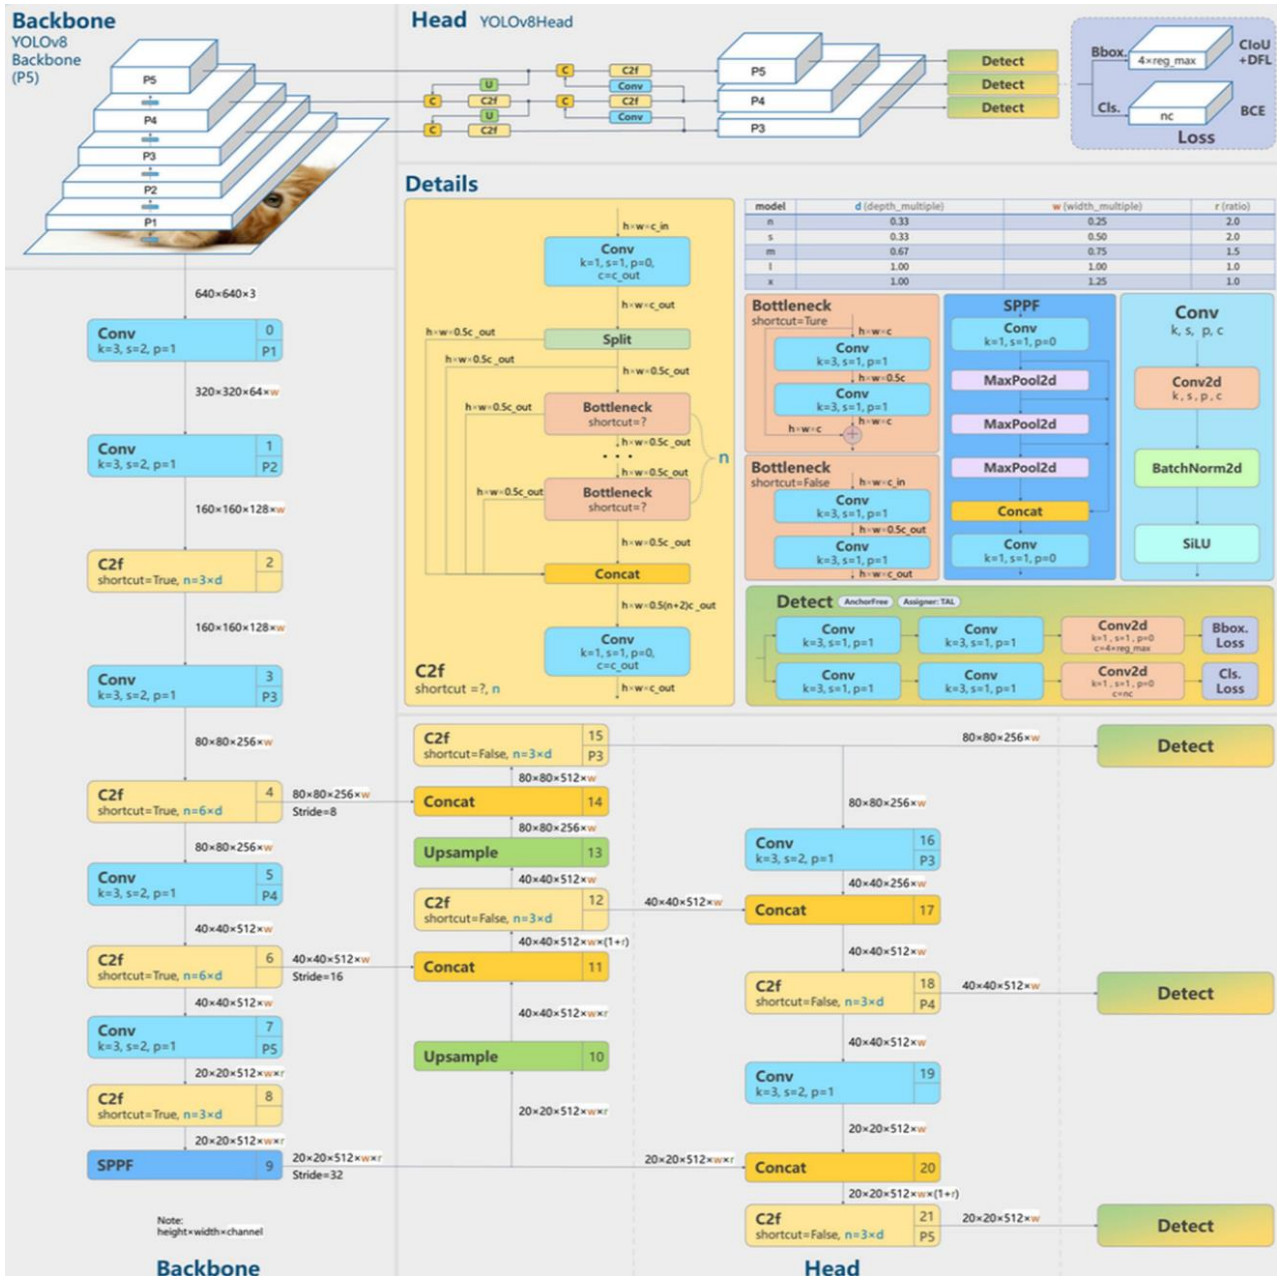 Backbone
YOLOv8
Backbone
(P5)
P5
P4
P3
P2
P1
Head YOLOv8Head
U
C
C2f
U
C
C2f
C
C2f
Conv
C
C2f
Conv
P5
P4
P3
Detect
Detect
Detect
Bbox.
4×reg_max
CIoU
+DFL
Cls.
nc
BCE
Loss
640×640×3
Conv
k=3, s=2, p=1
0
P1
320×320×64×w
Conv
k=3, s=2, p=1
1
P2
160×160×128×w
C2f
shortcut=True, n=3×d
2
160×160×128×w
Conv
k=3, s=2, p=1
3
P3
80×80×256×w
C2f
shortcut=True, n=6×d
4
80×80×256×w
Stride=8
80×80×256×w
Conv
k=3, s=2, p=1
5
P4
40×40×512×w
C2f
shortcut=True, n=6×d
6
40×40×512×w
Stride=16
40×40×512×w
Conv
k=3, s=2, p=1
7
P5
20×20×512×w×r
C2f
shortcut=True, n=3×d
8
20×20×512×w×r
SPPF
9
20×20×512×w×r
Stride=32
Note:
height×width×channel
Backbone
Details
h×w×c_in
Conv
k=1, s=1, p=0,
c=c_out
h×w×c_out
h×w×0.5c_out
Split
h×w×0.5c_out
h×w×0.5c_out
h×w×0.5c_out
Bottleneck
shortcut=?
h×w×0.5c_out
. . .
n
h×w×0.5c_out
h×w×0.5c_out
Bottleneck
shortcut=?
h×w×0.5c_out
Concat
h×w×0.5(n+2)c_out
Conv
k=1, s=1, p=0,
c=c_out
C2f
shortcut =?, n
h×w×c_out
model d (depth_multiple) w (width_multiple) r (ratio)
n 0.33 0.25 2.0
s 0.33 0.50 2.0
m 0.67 0.75 1.5
l 1.00 1.00 1.0
x 1.00 1.25 1.0
Bottleneck
shortcut=Ture
h×w×c
Conv
k=3, s=1, p=1
h×w×0.5c
Conv
k=3, s=1, p=1
h×w×c
h×w×c
+
Bottleneck
shortcut=False
h×w×c_in
Conv
k=3, s=1, p=1
h×w×0.5c_out
Conv
k=3, s=1, p=1
h×w×c_out
SPPF
Conv
k=1, s=1, p=0
MaxPool2d
MaxPool2d
MaxPool2d
Concat
Conv
k=1, s=1, p=0
Conv
k, s, p, c
Conv2d
k, s, p, c
BatchNorm2d
SiLU
Detect AnchorFree Assigner: TAL
Conv
k=3, s=1, p=1
Conv
k=3, s=1, p=1
Conv2d
k=1, s=1, p=0
c=4×reg_max
Bbox.
Loss
Conv
k=3, s=1, p=1
Conv
k=3, s=1, p=1
Conv2d
k=1, s=1, p=0
c=nc
Cls.
Loss
C2f
shortcut=False, n=3×d
15
P3
80×80×512×w
Concat
14
80×80×256×w
Upsample
13
40×40×512×w
C2f
shortcut=False, n=3×d
12
40×40×512×w
40×40×512×w×(1+r)
Concat
11
40×40×512×w×r
Upsample
10
20×20×512×w×r
20×20×512×w×r
80×80×256×w
Detect
80×80×256×w
Conv
k=3, s=2, p=1
16
P3
40×40×256×w
Concat
17
40×40×512×w
C2f
shortcut=False, n=3×d
18
P4
40×40×512×w
Detect
40×40×512×w
Conv
k=3, s=2, p=1
19
20×20×512×w
Concat
20
20×20×512×w×(1+r)
C2f
shortcut=False, n=3×d
21
P5
20×20×512×w
Detect
Head